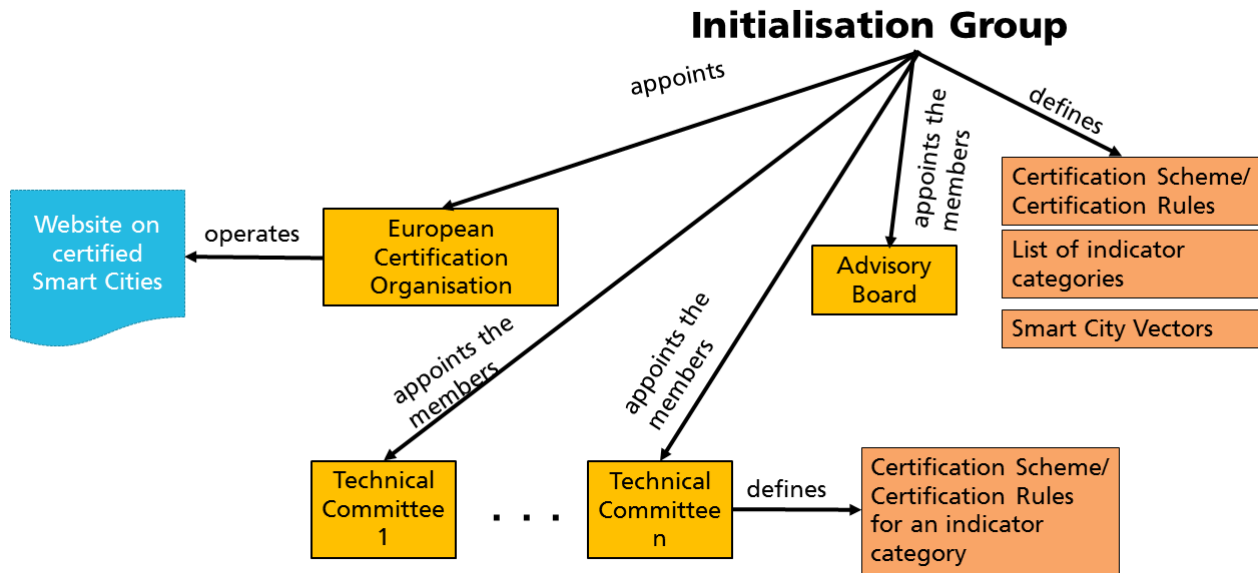 Initialisation Group
appoints
appoints the
members
defines
Certification Scheme/
Certification Rules
List of indicator
categories
Smart City Vectors
Website on
certified
Smart Cities
operates
European
Certification
Organisation
Advisory
Board
appoints the
members
appoints the
members
Technical
Committee
1
. . .
Technical
Committee
n
defines
Certification Scheme/
Certification Rules
for an indicator
category